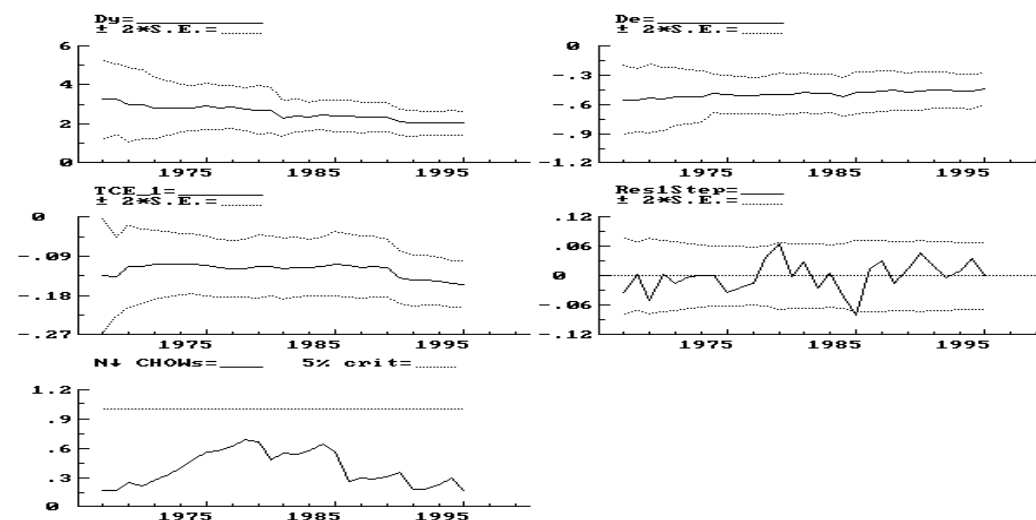 Dy=
± 2*S.E.=
6
4
2
0
1975 1985 1995
De=
± 2*S.E.=
0
-.3
-.6
-.9
-1.2
1975 1985 1995
TCE_1=
± 2*S.E.=
0
-.09
-.18
-.27
1975 1985 1995
Res1Step=
± 2*S.E.=
.12
.06
0
-.06
-.12
1975 1985 1995
N↓ CHOWs= 5% crit=
1.2
.9
.6
.3
0
1975 1985 1995